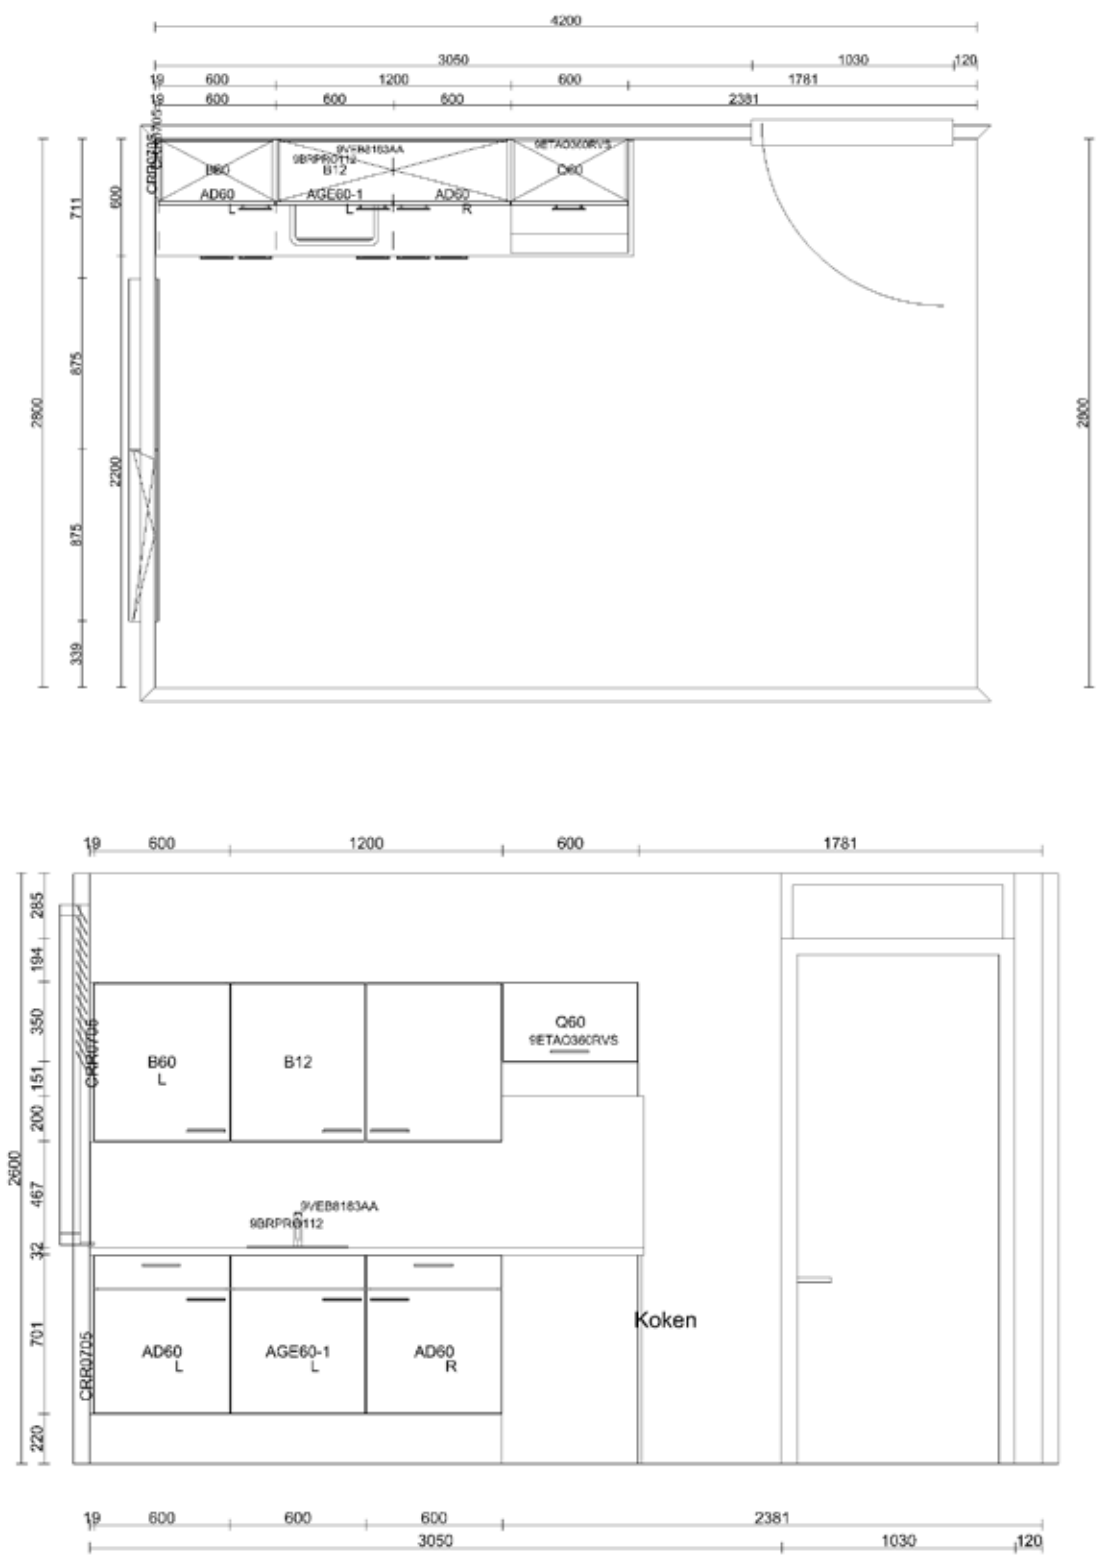 4200
3050 1030 120
19 600 1200 600 1781
19 600 600 600 2381
CRR0705
CRR0705
9VEB8183AA 9ETAO360RVS
9BRPRO112
B60 B12 Q60
AD60 AGE60-1 AD60
L L R
600
711
875
2800
2200
2800
875
339
19 600 1200 600 1781
285
194
350
Q60
9ETAO360RVS
CRR0705
B60 B12
L
151
200
2600
467
9VEB8183AA
9BRPRO112
32
701
Koken
CRR0705
AD60 AGE60-1 AD60
L L R
220
19 600 600 600 2381
3050 1030 120